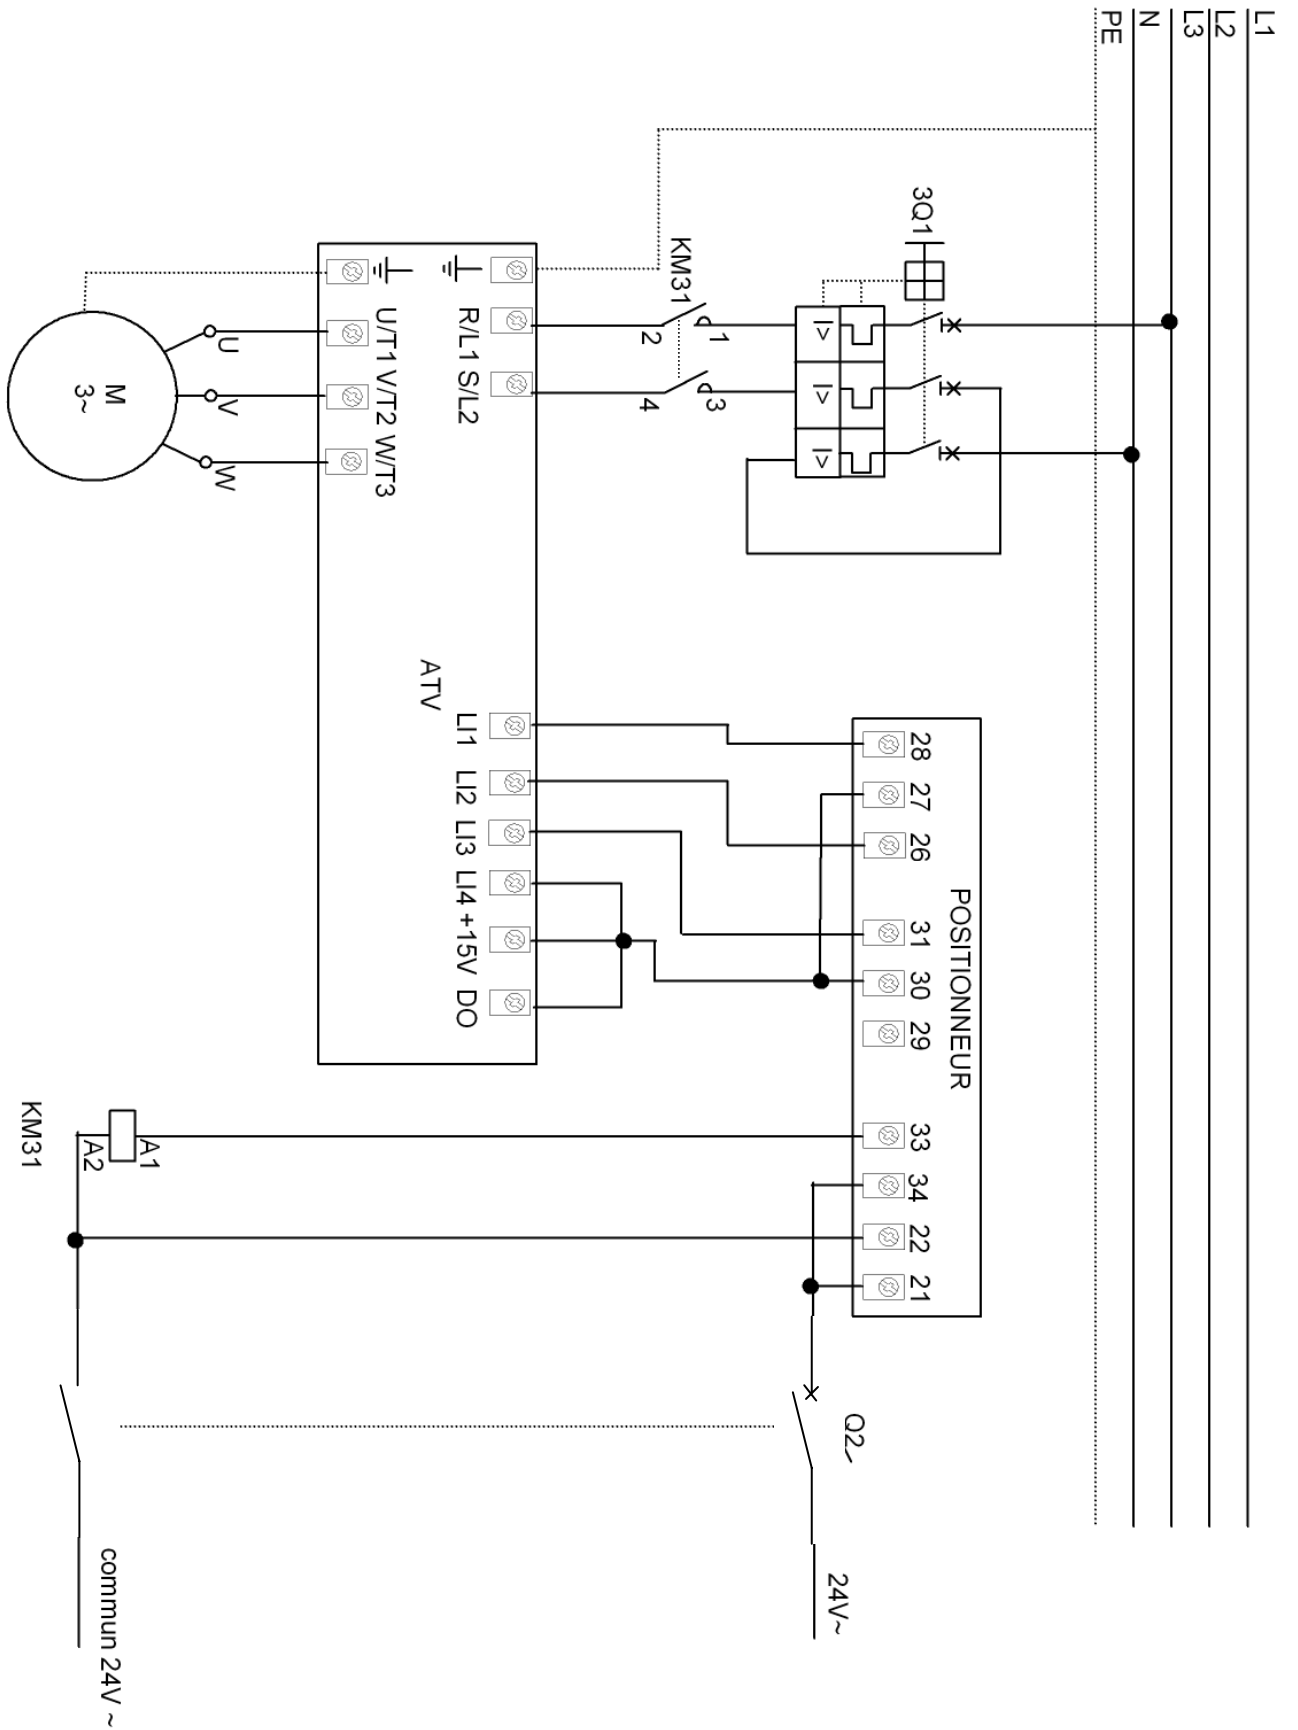 L1
L2
L3
N
PE
3Q1
I>
I>
I>
KM31
1
2
3
4
R/L1 S/L2
U/T1 V/T2 W/T3
U
V
W
M
3~
ATV
LI1
LI2
LI3
LI4
+15V
DO
POSITIONNEUR
28
27
26
31
30
29
33
34
22
21
A1
A2
KM31
Q2
24V~
commun 24V ~